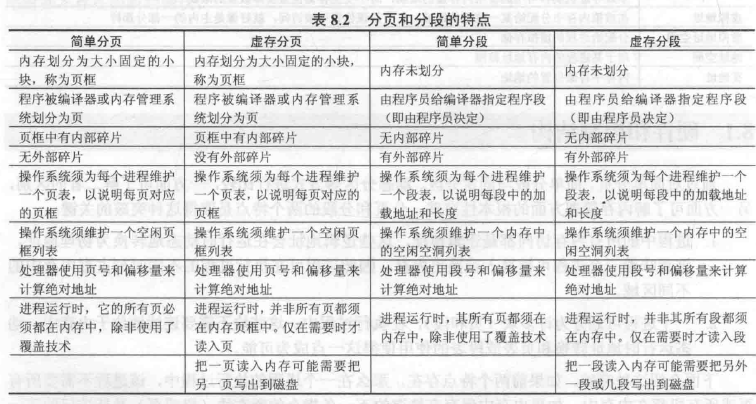 表 8.2 分页和分段的特点
简单分页 虚存分页 简单分段 虚存分段
内存划分为大小固定的小块，称为页框
内存划分为大小固定的小块，称为页框
内存未划分
内存未划分
程序被编译器或内存管理系统划分为页
程序被编译器或内存管理系统划分为页
由程序员给编译器指定程序段（即由程序员决定）
由程序员给编译器指定程序段（即由程序员决定）
页框中有内部碎片
页框中有内部碎片
无内部碎片
无内部碎片
无外部碎片
没有外部碎片
有外部碎片
有外部碎片
操作系统须为每个进程维护一个页表，以说明每页对应的页框
操作系统须为每个进程维护一个页表，以说明每页对应的页框
操作系统须为每个进程维护一个段表，以说明每段中的加载地址和长度
操作系统须为每个进程维护一个段表，以说明每段中的加载地址和长度
操作系统须维护一个空闲页框列表
操作系统须维护一个空闲页框列表
操作系统须维护一个内存中的空闲空洞列表
操作系统须维护一个内存中的空闲空洞列表
处理器使用页号和偏移量来计算绝对地址
处理器使用页号和偏移量来计算绝对地址
处理器使用段号和偏移量来计算绝对地址
处理器使用段号和偏移量来计算绝对地址
进程运行时，它的所有页必须都在内存中，除非使用了覆盖技术
进程运行时，并非所有页都须在内存页框中。仅在需要时才读入页
进程运行时，其所有页都须在内存中，除非使用了覆盖技术
进程运行时，并非其所有段都须在内存中。仅在需要时才读入段
把一页读入内存可能需要把另一页写出到磁盘
把一段读入内存可能需要把另外一段或几段写出到磁盘